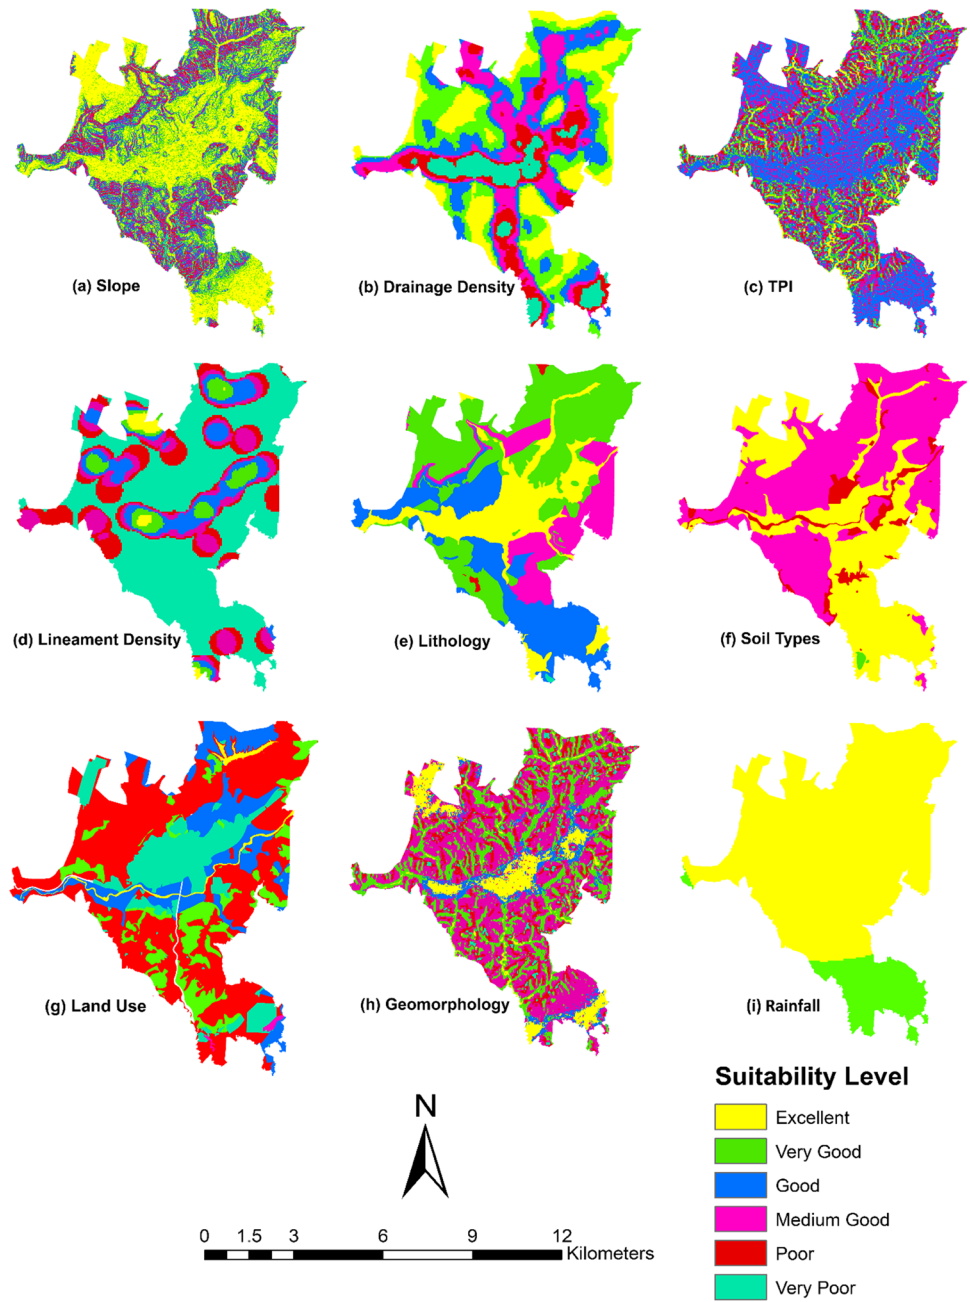 (a) Slope
(b) Drainage Density
(c) TPI
(d) Lineament Density
(e) Lithology
(f) Soil Types
(g) Land Use
(h) Geomorphology
(i) Rainfall
Suitability Level
Excellent
Very Good
Good
Medium Good
Poor
Very Poor
N
0 1.5 3 6 9 12
Kilometers